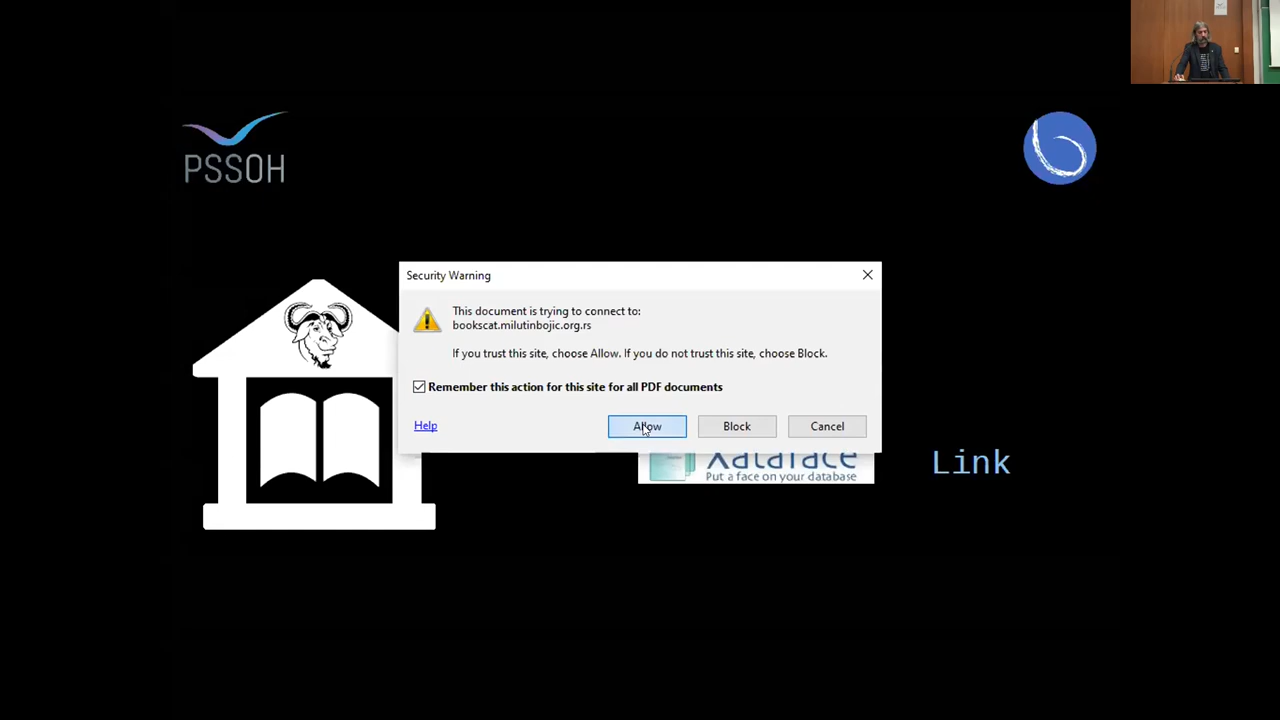 PSSOH
Security Warning
This document is trying to connect to:
bookscat.milutinbojic.org.rs
If you trust this site, choose Allow. If you do not trust this site, choose Block.
Remember this action for this site for all PDF documents
Help
Allow
Block
Cancel
Xataface
Put a face on your database
Link